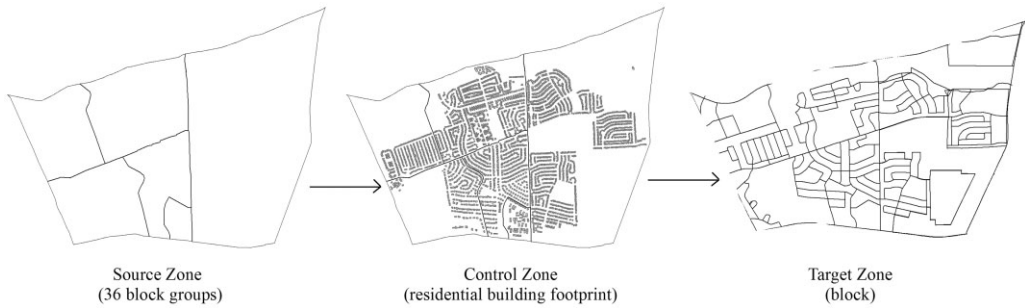 Source Zone
(36 block groups)
Control Zone
(residential building footprint)
Target Zone
(block)